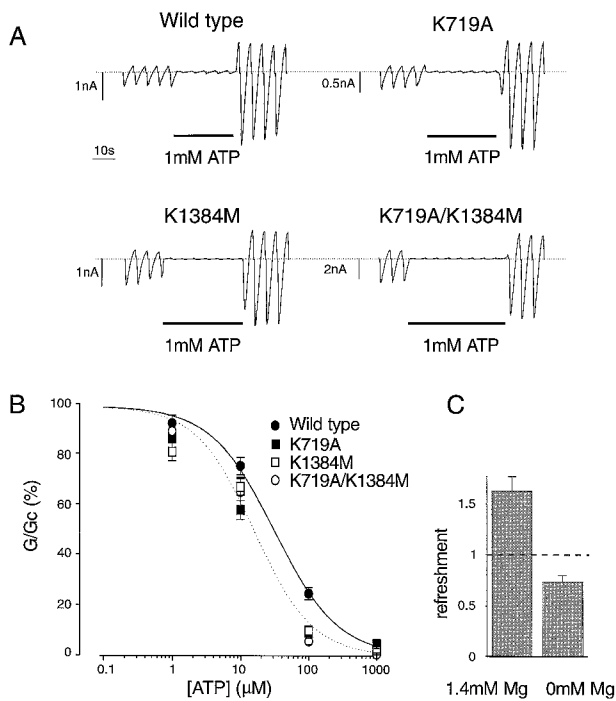 A
Wild type
K719A
1nA
0.5nA
10s
1mM ATP
1mM ATP
K1384M
K719A/K1384M
1nA
2nA
1mM ATP
1mM ATP
B
C
100
80
60
40
20
0
G/Gc (%)
Wild type
K719A
K1384M
K719A/K1384M
0.1
1
10
100
1000
[ATP] (μM)
1.5
1
0.5
0
refreshment
1.4mM Mg
0mM Mg